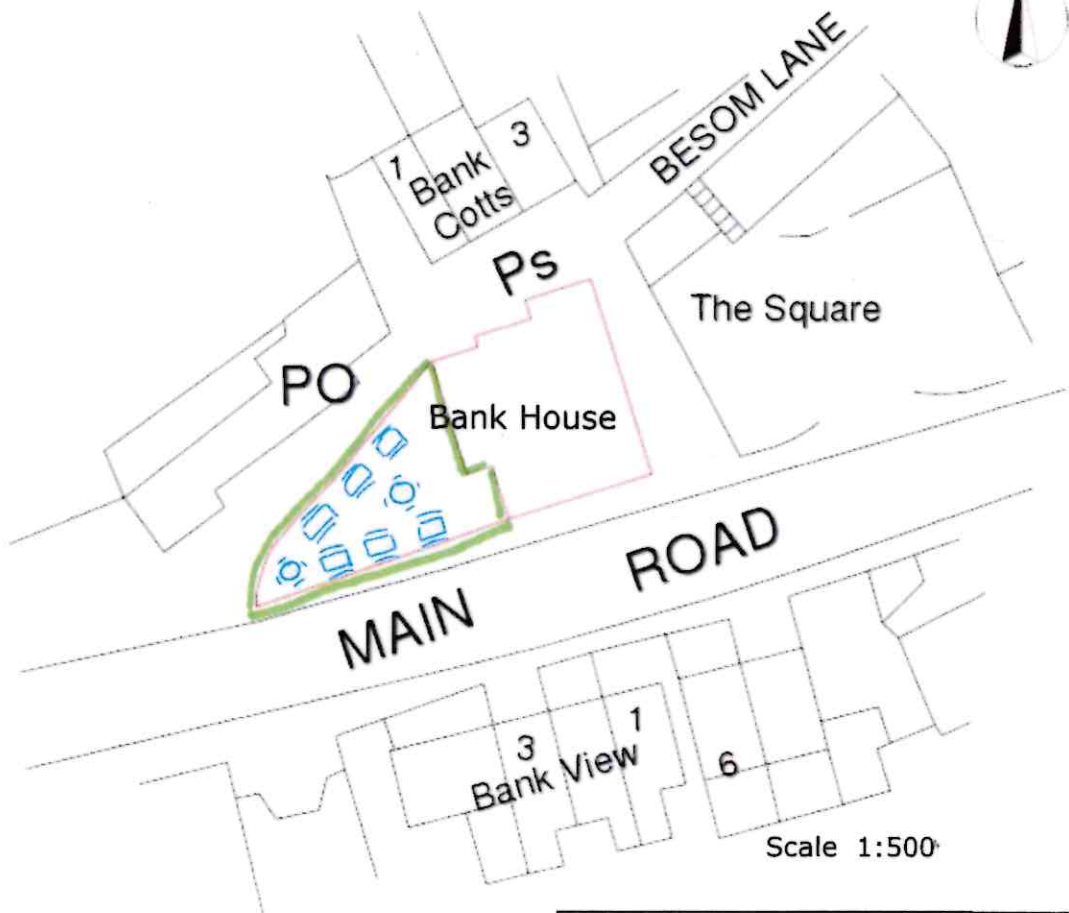 BESOM LANE
1
3
Bank
Cotts
Ps
The Square
PO
Bank House
MAIN ROAD
3
1
Bank View
6
Scale 1:500